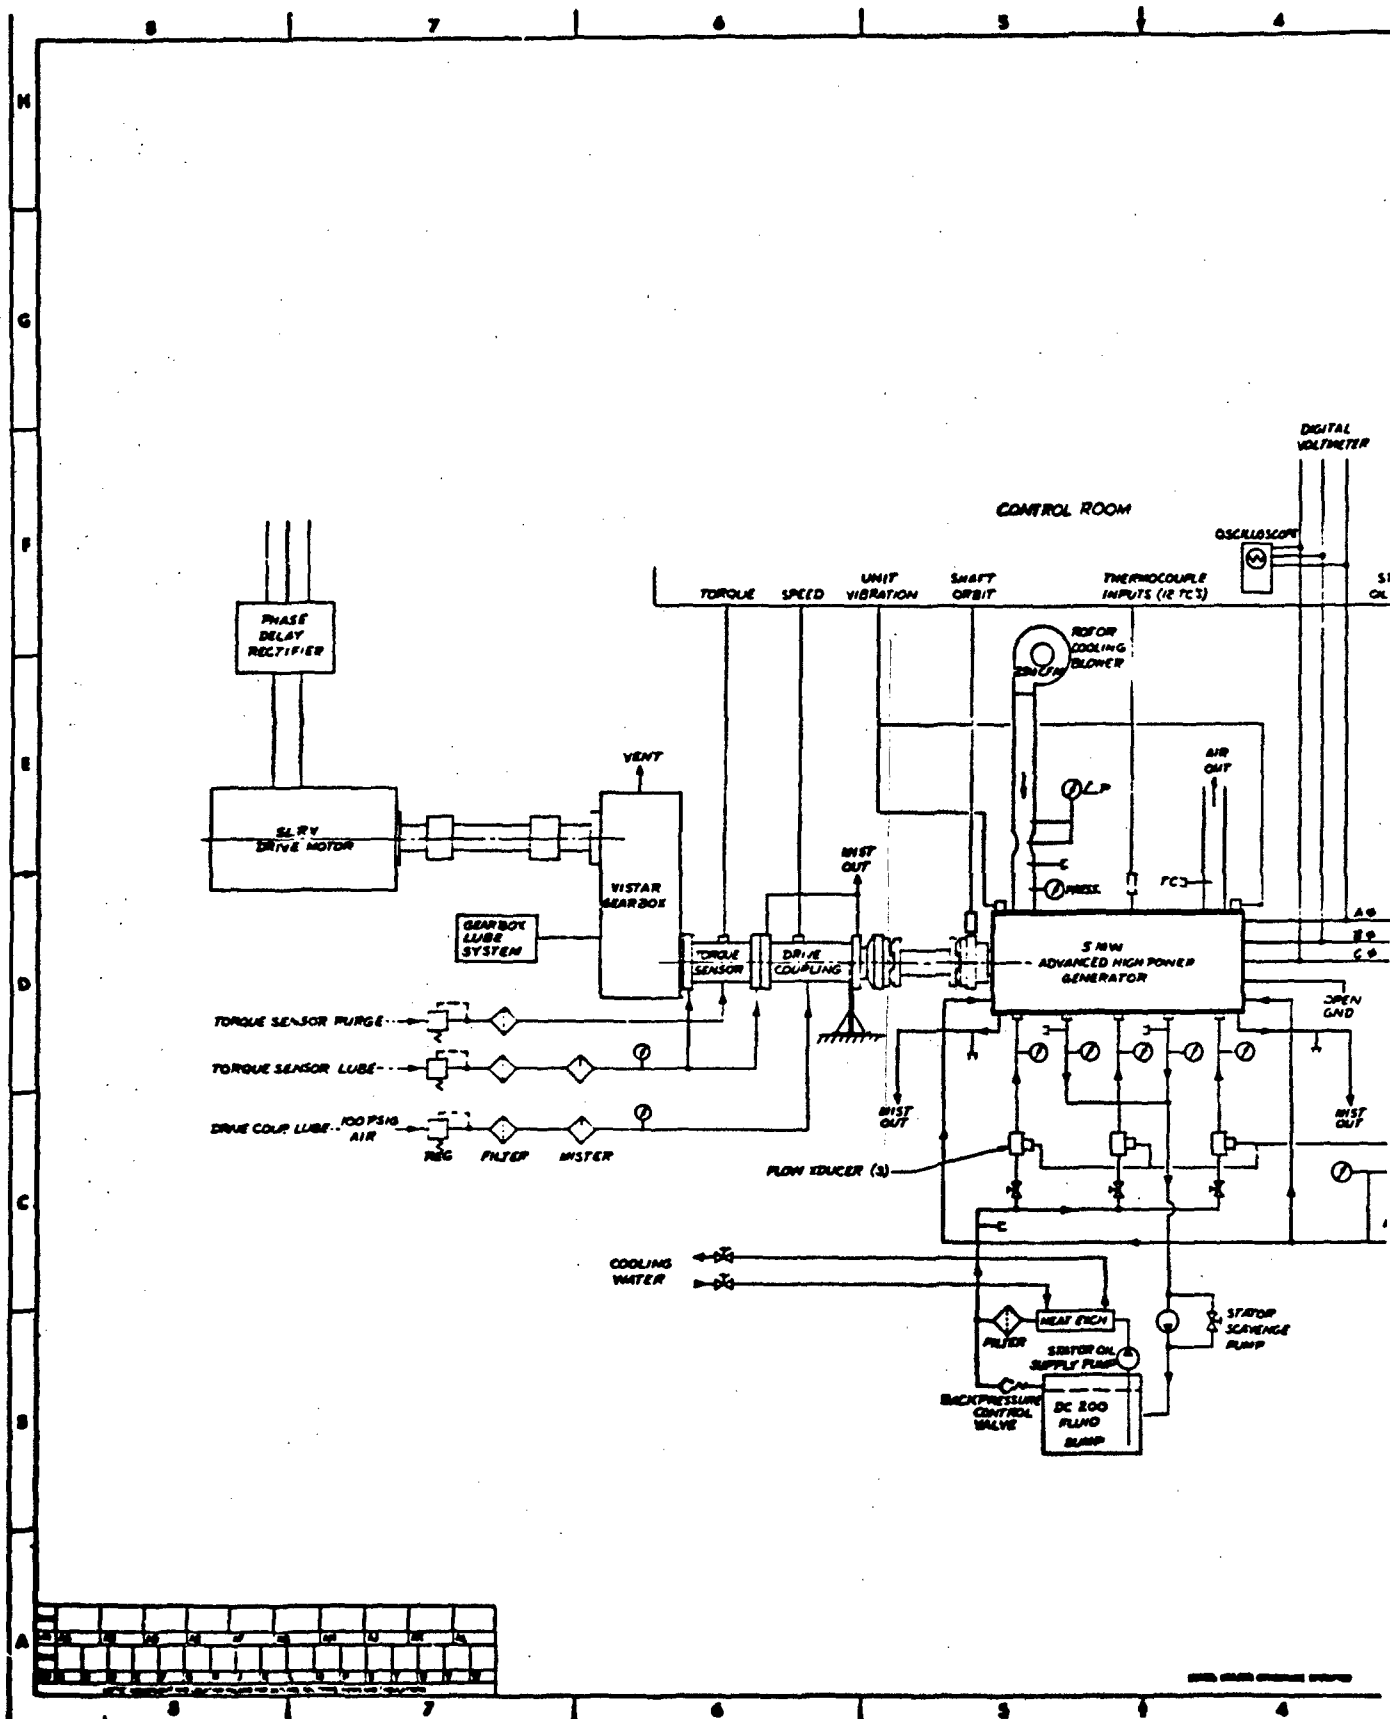 8 7 6 5 4
H
G
F
E
D
C
B
A
DIGITAL
VOLTMETER
CONTROL ROOM
OSCILLOSCOPE
TORQUE
SPEED
UNIT
VIBRATION
SHAFT
ORBIT
THERMOCOUPLE
INPUTS (12 TC'S)
PHASE
DELAY
RECTIFIER
ROTOR
COOLING
BLOWER
VENT
AIR
OUT
DRIVE MOTOR
MIST
OUT
PRESS.
TC
VISTAR
GEARBOX
GEARBOX
LUBE
SYSTEM
TORQUE
SENSOR
DRIVE
COUPLING
5 MW
ADVANCED HIGH POWER
GENERATOR
A Φ
B Φ
C Φ
OPEN
GND
TORQUE SENSOR PURGE
TORQUE SENSOR LUBE
DRIVE COUP. LUBE
100 PSIG
AIR
REG
FILTER
MISTER
MIST
OUT
MIST
OUT
FLOW XDUCER (3)
COOLING
WATER
HEAT EXCH
FILTER
STATOR OIL
SUPPLY PUMP
STATOR
SCAVENGE
PUMP
BACKPRESSURE
CONTROL
VALVE
DC 200
FLUID
SUMP
8 7 6 5 4